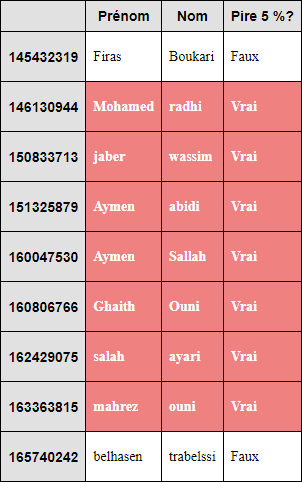 Prénom Nom Pire 5 %?
145432319 Firas Boukari Faux
146130944 Mohamed radhi Vrai
150833713 jaber wassim Vrai
151325879 Aymen abidi Vrai
160047530 Aymen Sallah Vrai
160806766 Ghaith Ouni Vrai
162429075 salah ayari Vrai
163363815 mahrez ouni Vrai
165740242 belhasen trabelssi Faux